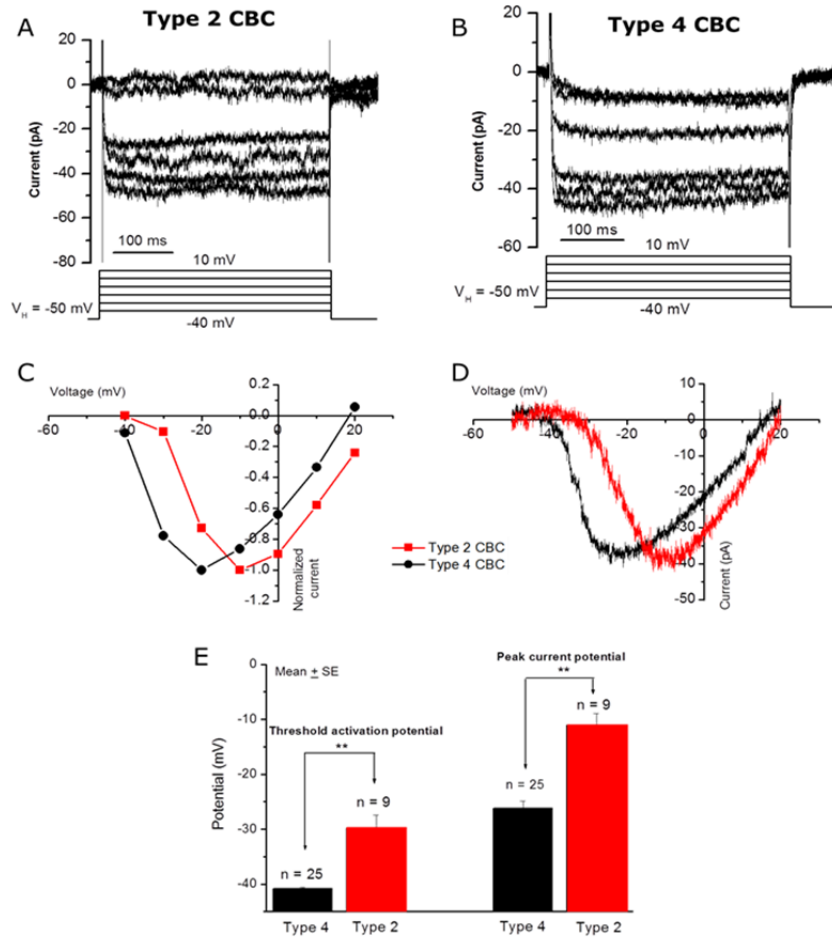 A
Type 2 CBC
20
0
-20
-40
-60
-80
Current (pA)
100 ms
10 mV
V_H = -50 mV
-40 mV
B
Type 4 CBC
20
0
-20
-40
-60
Current (pA)
100 ms
10 mV
V_H = -50 mV
-40 mV
C
Voltage (mV)
-60 -40 -20 0 20
0.2
0.0
-0.2
-0.4
-0.6
-0.8
-1.0
-1.2
Normalized
current
Type 2 CBC
Type 4 CBC
D
Voltage
(mV)
-60 -40 -20 0 20
10
0
-10
-20
-30
-40
-50
Current (pA)
E
Mean ± SE
Potential (mV)
0
-10
-20
-30
-40
Threshold activation potential
**
n = 25
n = 9
Peak current potential
**
n = 25
n = 9
Type 4 Type 2 Type 4 Type 2